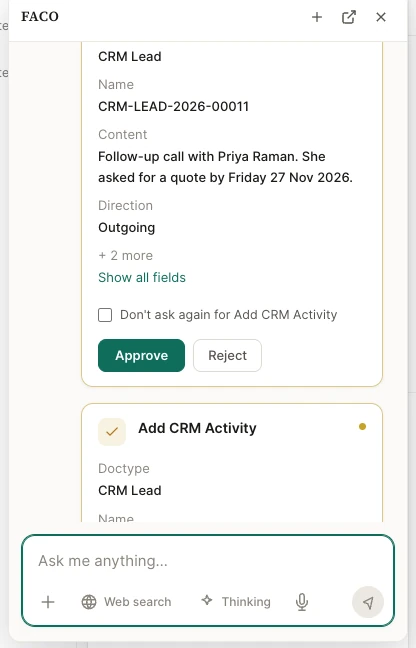 FACO
te
te
CRM Lead
Name
CRM-LEAD-2026-00011
Content
Follow-up call with Priya Raman. She
asked for a quote by Friday 27 Nov 2026.
Direction
Outgoing
+ 2 more
Show all fields
Don't ask again for Add CRM Activity
Approve
Reject
Add CRM Activity
Doctype
CRM Lead
Name
Ask me anything...
Web search
Thinking